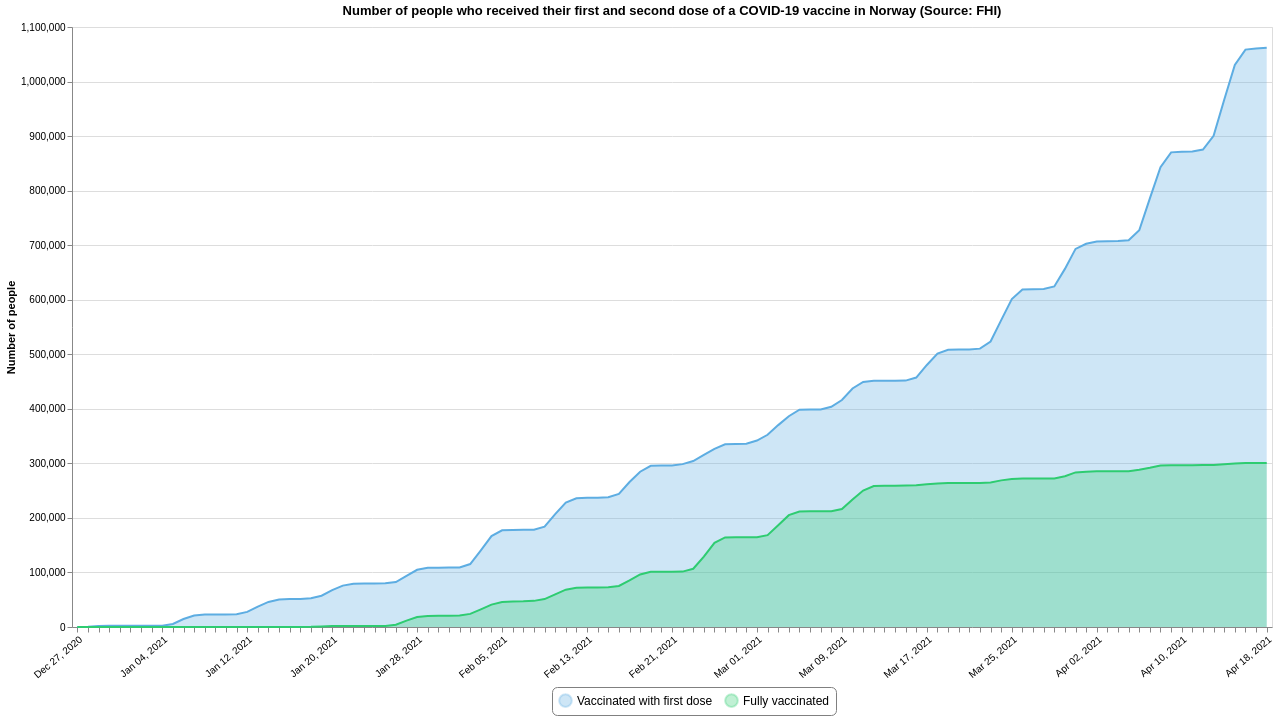 Number of people who received their first and second dose of a COVID-19 vaccine in Norway (Source: FHI)
Number of people
1,100,000
1,000,000
900,000
800,000
700,000
600,000
500,000
400,000
300,000
200,000
100,000
0
Dec 27, 2020
Jan 04, 2021
Jan 12, 2021
Jan 20, 2021
Jan 28, 2021
Feb 05, 2021
Feb 13, 2021
Feb 21, 2021
Mar 01, 2021
Mar 09, 2021
Mar 17, 2021
Mar 25, 2021
Apr 02, 2021
Apr 10, 2021
Apr 18, 2021
Vaccinated with first dose
Fully vaccinated